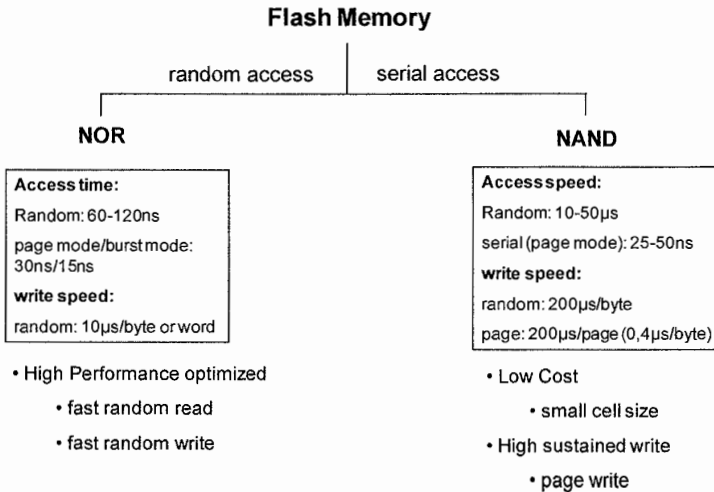 Flash Memory
random access
serial access
NOR
Access time:
Random: 60-120ns
page mode/burst mode:
30ns/15ns
write speed:
random: 10µs/byte or word
• High Performance optimized
• fast random read
• fast random write
NAND
Access speed:
Random: 10-50µs
serial (page mode): 25-50ns
write speed:
random: 200µs/byte
page: 200µs/page (0,4µs/byte)
• Low Cost
• small cell size
• High sustained write
• page write